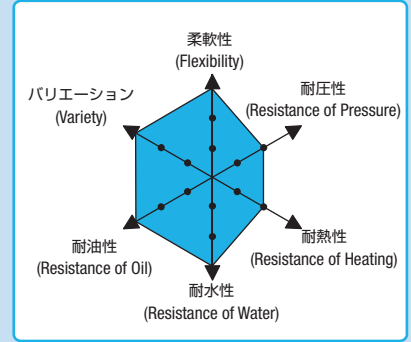 柔軟性
(Flexibility)
バリエーション
(Variety)
耐圧性
(Resistance of Pressure)
耐油性
(Resistance of Oil)
耐熱性
(Resistance of Heating)
耐水性
(Resistance of Water)